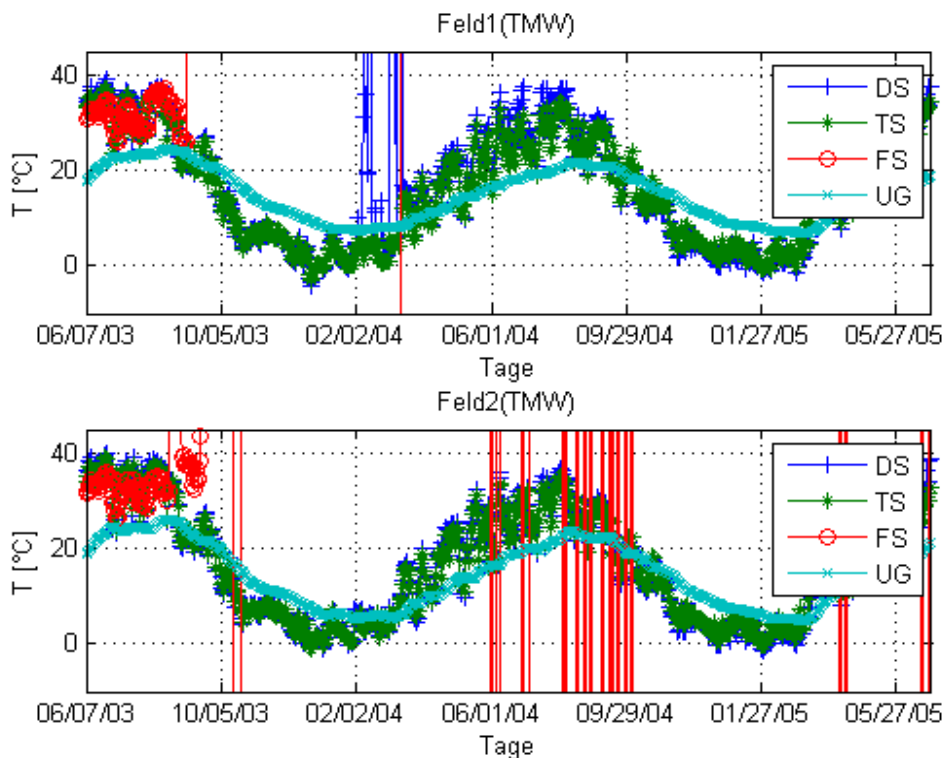 Feld1(TMW)
T [°C]
40
20
0
DS
TS
FS
UG
06/07/03 10/05/03 02/02/04 06/01/04 09/29/04 01/27/05 05/27/05
Tage
Feld2(TMW)
T [°C]
40
20
0
DS
TS
FS
UG
06/07/03 10/05/03 02/02/04 06/01/04 09/29/04 01/27/05 05/27/05
Tage